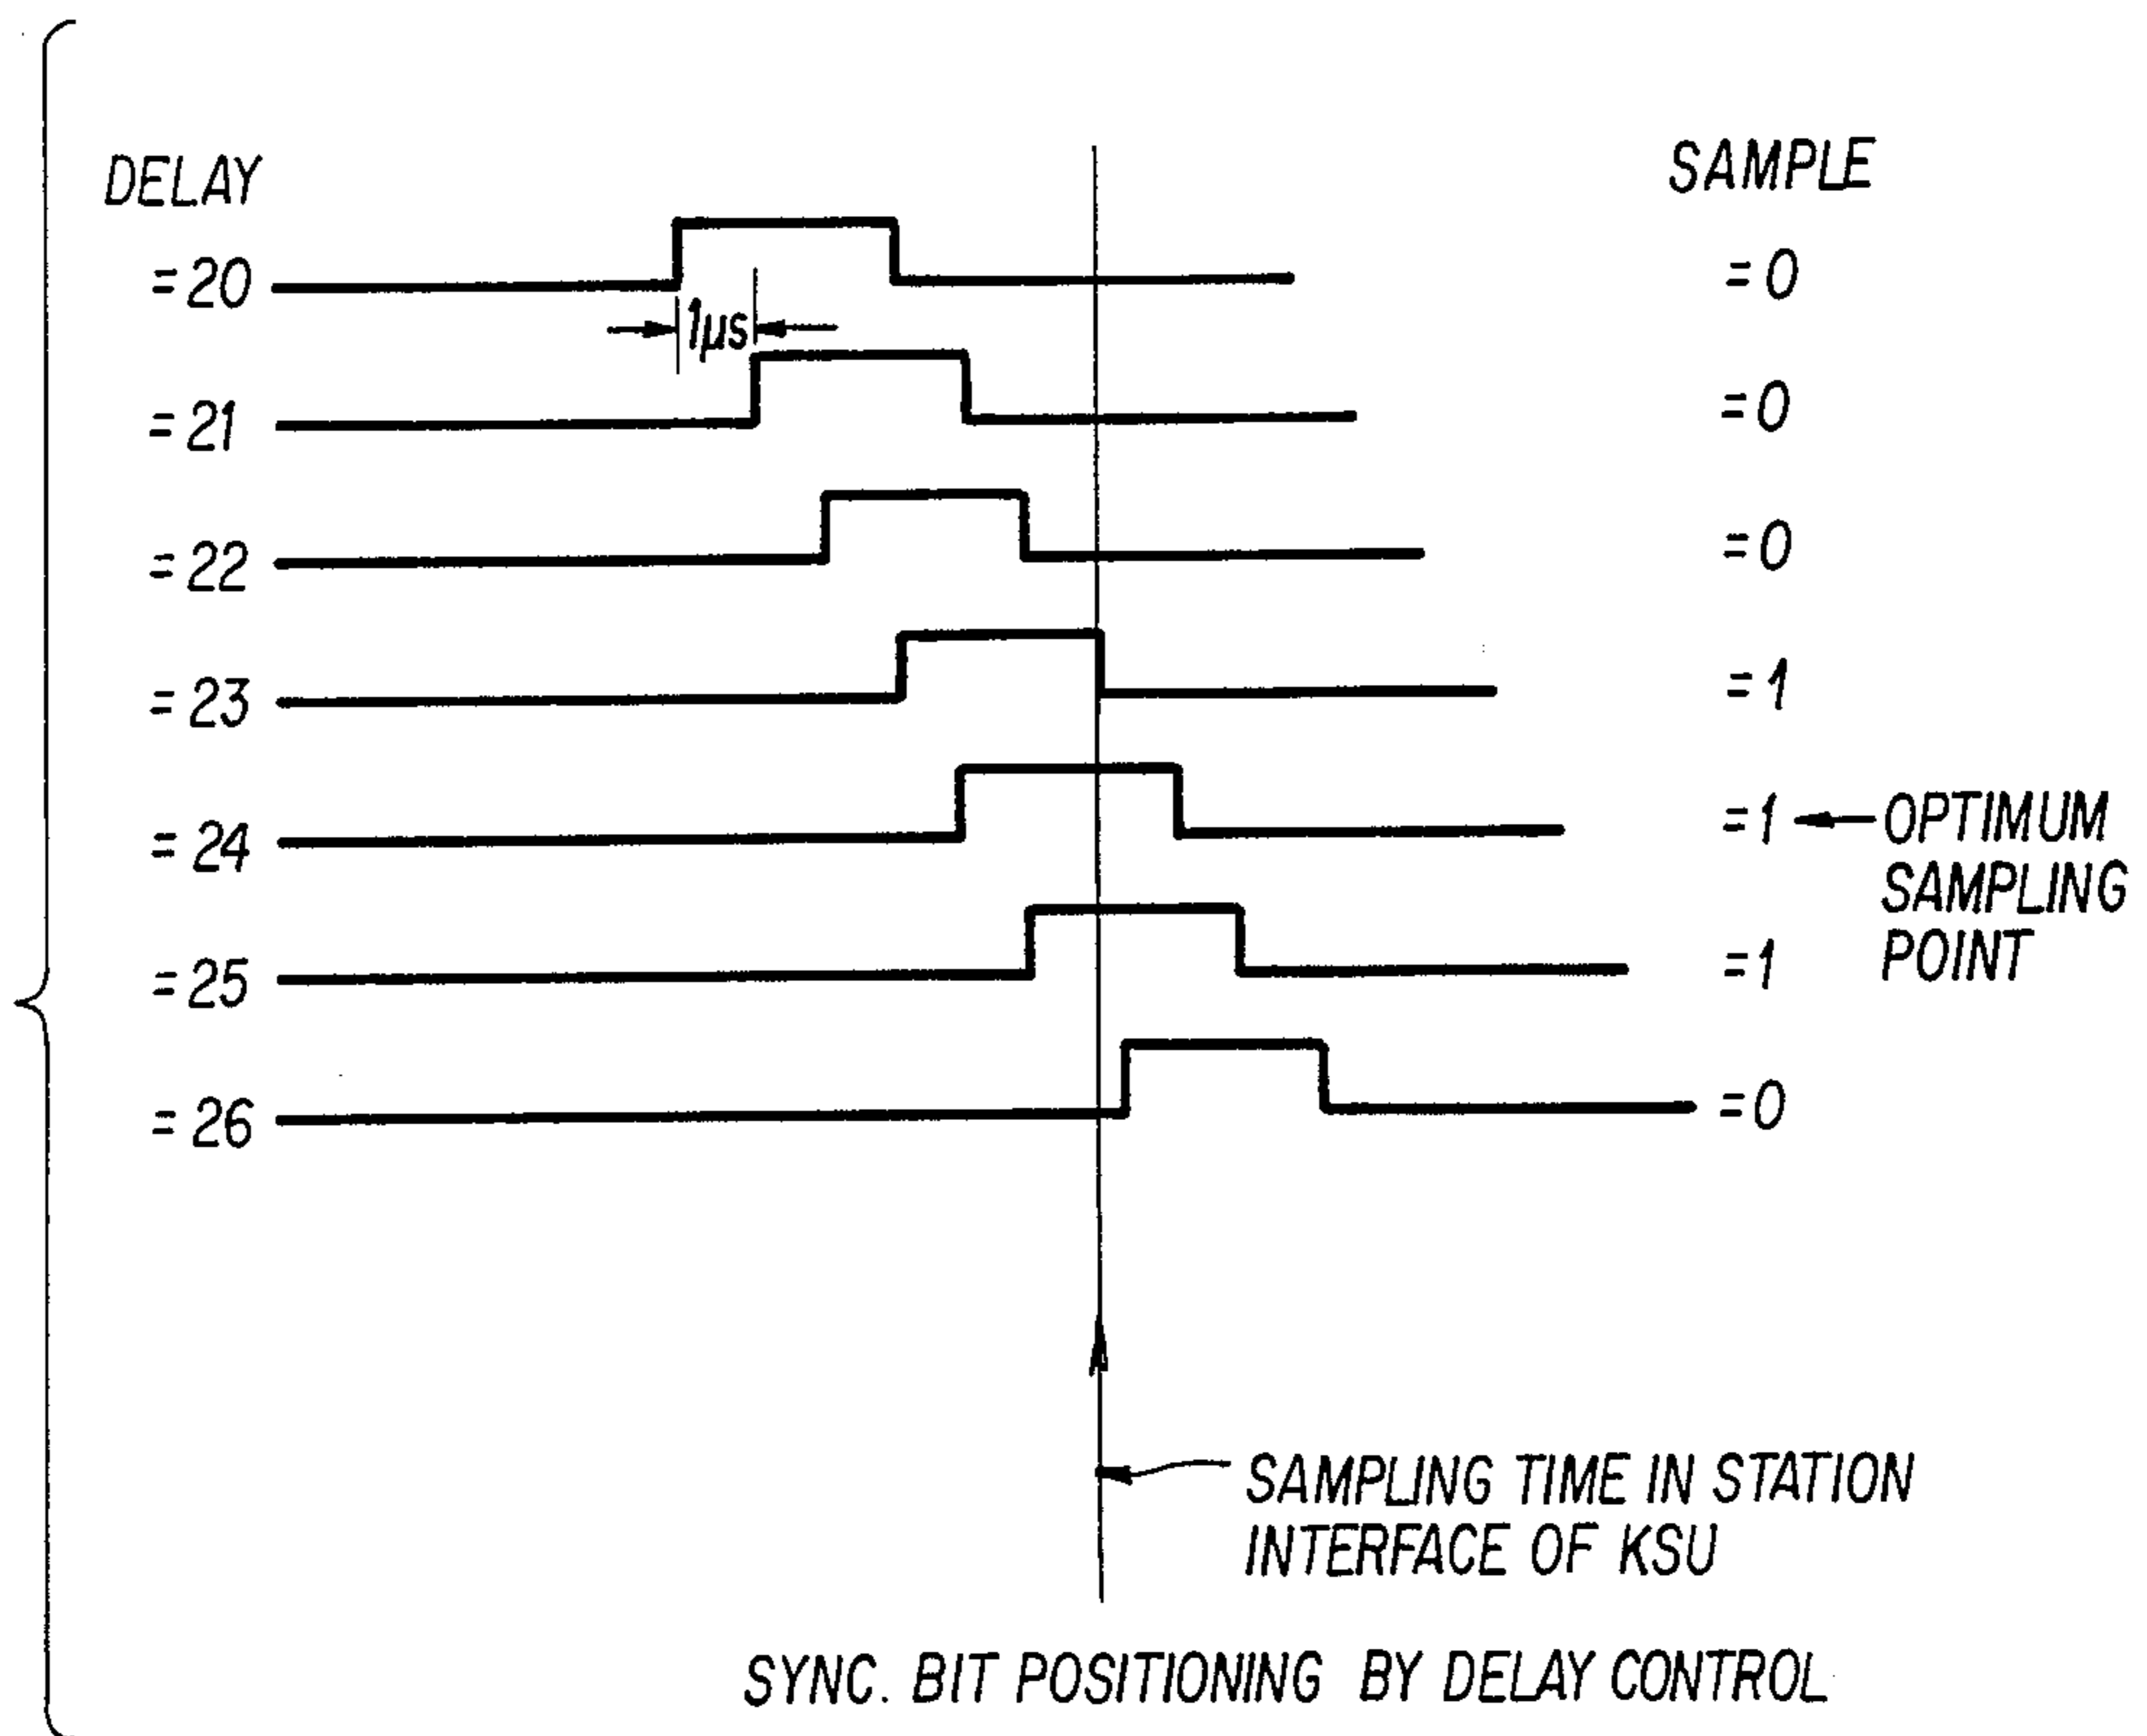 DELAY SAMPLE
=20 =0
1µs
=21 =0
=22 =0
=23 =1
=24 =1 OPTIMUM
SAMPLING
POINT
=25 =1
=26 =0
SAMPLING TIME IN STATION
INTERFACE OF KSU
SYNC. BIT POSITIONING BY DELAY CONTROL